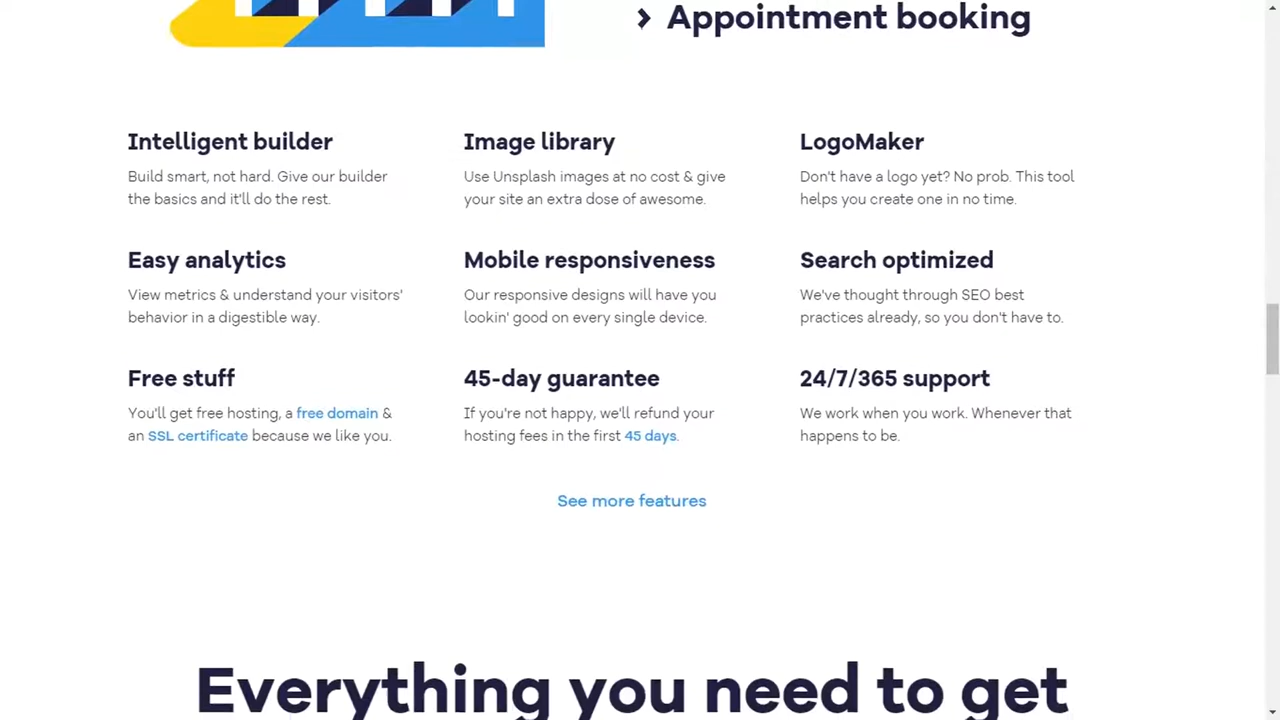 Appointment booking
Intelligent builder
Build smart, not hard. Give our builder
the basics and it'll do the rest.
Image library
Use Unsplash images at no cost & give
your site an extra dose of awesome.
LogoMaker
Don't have a logo yet? No prob. This tool
helps you create one in no time.
Easy analytics
View metrics & understand your visitors'
behavior in a digestible way.
Mobile responsiveness
Our responsive designs will have you
lookin' good on every single device.
Search optimized
We've thought through SEO best
practices already, so you don't have to.
Free stuff
You'll get free hosting, a free domain &
an SSL certificate because we like you.
45-day guarantee
If you're not happy, we'll refund your
hosting fees in the first 45 days.
24/7/365 support
We work when you work. Whenever that
happens to be.
See more features
Everything you need to get